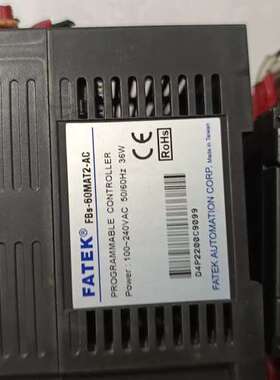 FATEK® FBs-60MAT2-AC
PROGRAMMABLE CONTROLLER
Power 100~240VAC 50/60Hz 36W
CE RoHs
D4P2200C9099
Made in Taiwan
FATEK AUTOMATION CORP.